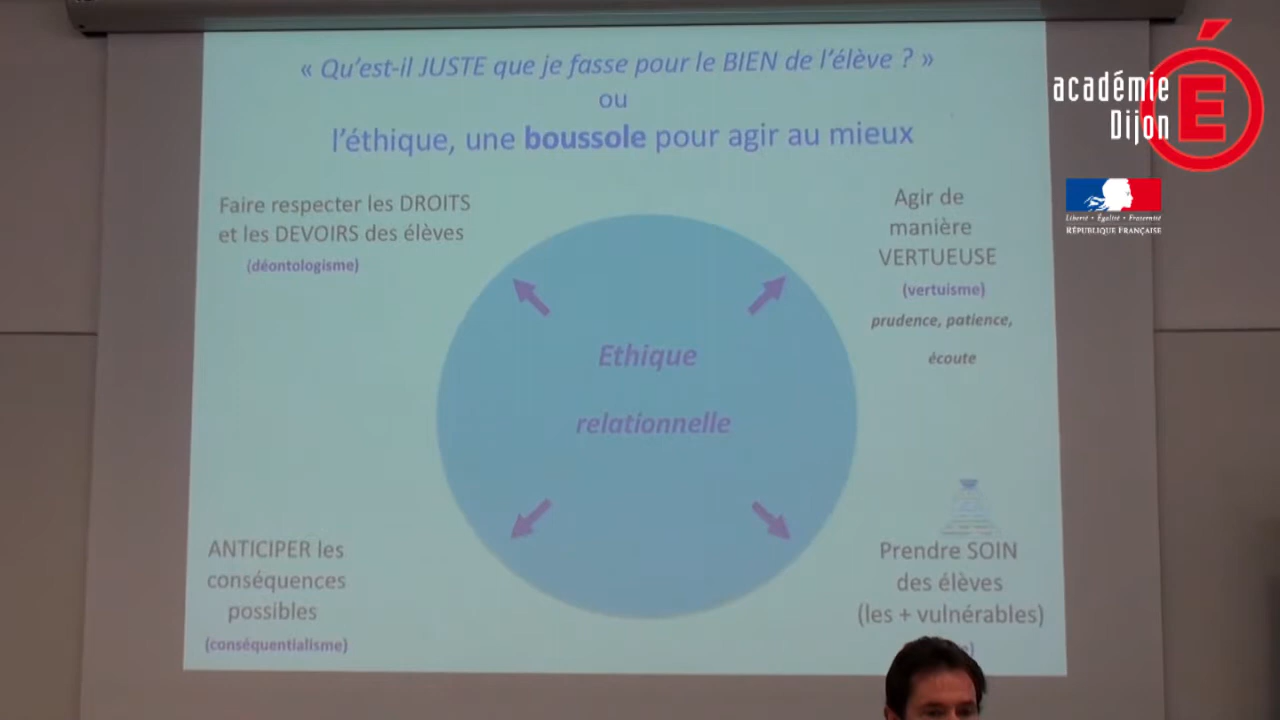 « Qu'est-il JUSTE que je fasse pour le BIEN de l'élève ? »
ou
l'éthique, une boussole pour agir au mieux
Faire respecter les DROITS
et les DEVOIRS des élèves
(déontologisme)
Agir de
manière
VERTUEUSE
(vertuisme)
prudence, patience,
écoute
Ethique
relationnelle
ANTICIPER les
conséquences
possibles
(conséquentialisme)
Prendre SOIN
des élèves
(les + vulnérables)
académie
Dijon
É
Liberté • Égalité • Fraternité
RÉPUBLIQUE FRANÇAISE